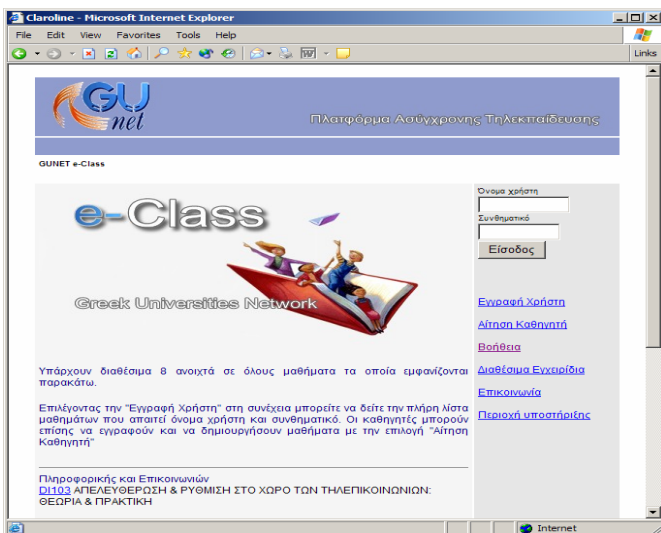 Claroline - Microsoft Internet Explorer
File Edit View Favorites Tools Help
Links
GU
net
Πλατφόρμα Ασύγχρονης Τηλεκπαίδευσης
GUNET e-Class
e-Class
Greek Universities Network
Όνομα χρήστη
Συνθηματικό
Είσοδος
Εγγραφή Χρήστη
Αίτηση Καθηγητή
Βοήθεια
Διαθέσιμα Εγχειρίδια
Επικοινωνία
Περιοχή υποστήριξης
Υπάρχουν διαθέσιμα 8 ανοιχτά σε όλους μαθήματα τα οποία εμφανίζονται
παρακάτω.
Επιλέγοντας την "Εγγραφή Χρήστη" στη συνέχεια μπορείτε να δείτε την πλήρη λίστα
μαθημάτων που απαιτεί όνομα χρήστη και συνθηματικό. Οι καθηγητές μπορούν
επίσης να εγγραφούν και να δημιουργήσουν μαθήματα με την επιλογή "Αίτηση
Καθηγητή"
Πληροφορικής και Επικοινωνιών
DI103 ΑΠΕΛΕΥΘΕΡΩΣΗ & ΡΥΘΜΙΣΗ ΣΤΟ ΧΩΡΟ ΤΩΝ ΤΗΛΕΠΙΚΟΙΝΩΝΙΩΝ:
ΘΕΩΡΙΑ & ΠΡΑΚΤΙΚΗ
Internet